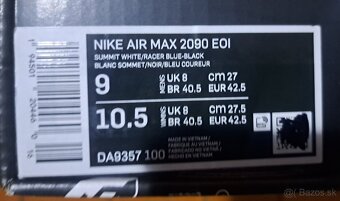 NIKE AIR MAX 2090 EOI
SUMMIT WHITE/RACER BLUE-BLACK
BLANC SOMMET/NOIR/BLEU COUREUR
9 MENS UK 8 CM 27
BR 40.5 EUR 42.5
10.5 WMNS UK 8 CM 27.5
BR 40.5 EUR 42.5
MADE IN VIETNAM/
FABRIQUÉ AU VIETNAM/
HECHO EN VIETNAM
DA9357 100
Bazos.sk